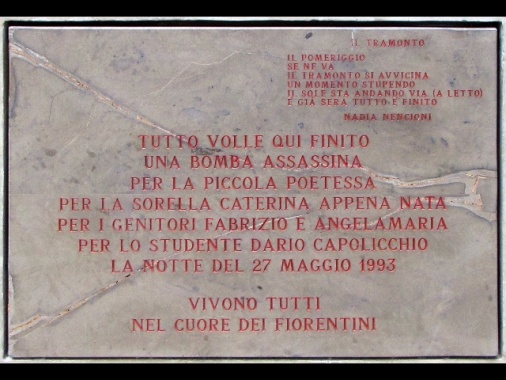 IL TRAMONTO
IL POMERIGGIO
SE NE VA
IL TRAMONTO SI AVVICINA
UN MOMENTO STUPENDO
IL SOLE STA ANDANDO VIA (A LETTO)
E GIÀ SERA TUTTO E FINITO
NADIA NENCIONI
TUTTO VOLLE QUI FINITO
UNA BOMBA ASSASSINA
PER LA PICCOLA POETESSA
PER LA SORELLA CATERINA APPENA NATA
PER I GENITORI FABRIZIO E ANGELAMARIA
PER LO STUDENTE DARIO CAPOLICCHIO
LA NOTTE DEL 27 MAGGIO 1993
VIVONO TUTTI
NEL CUORE DEI FIORENTINI